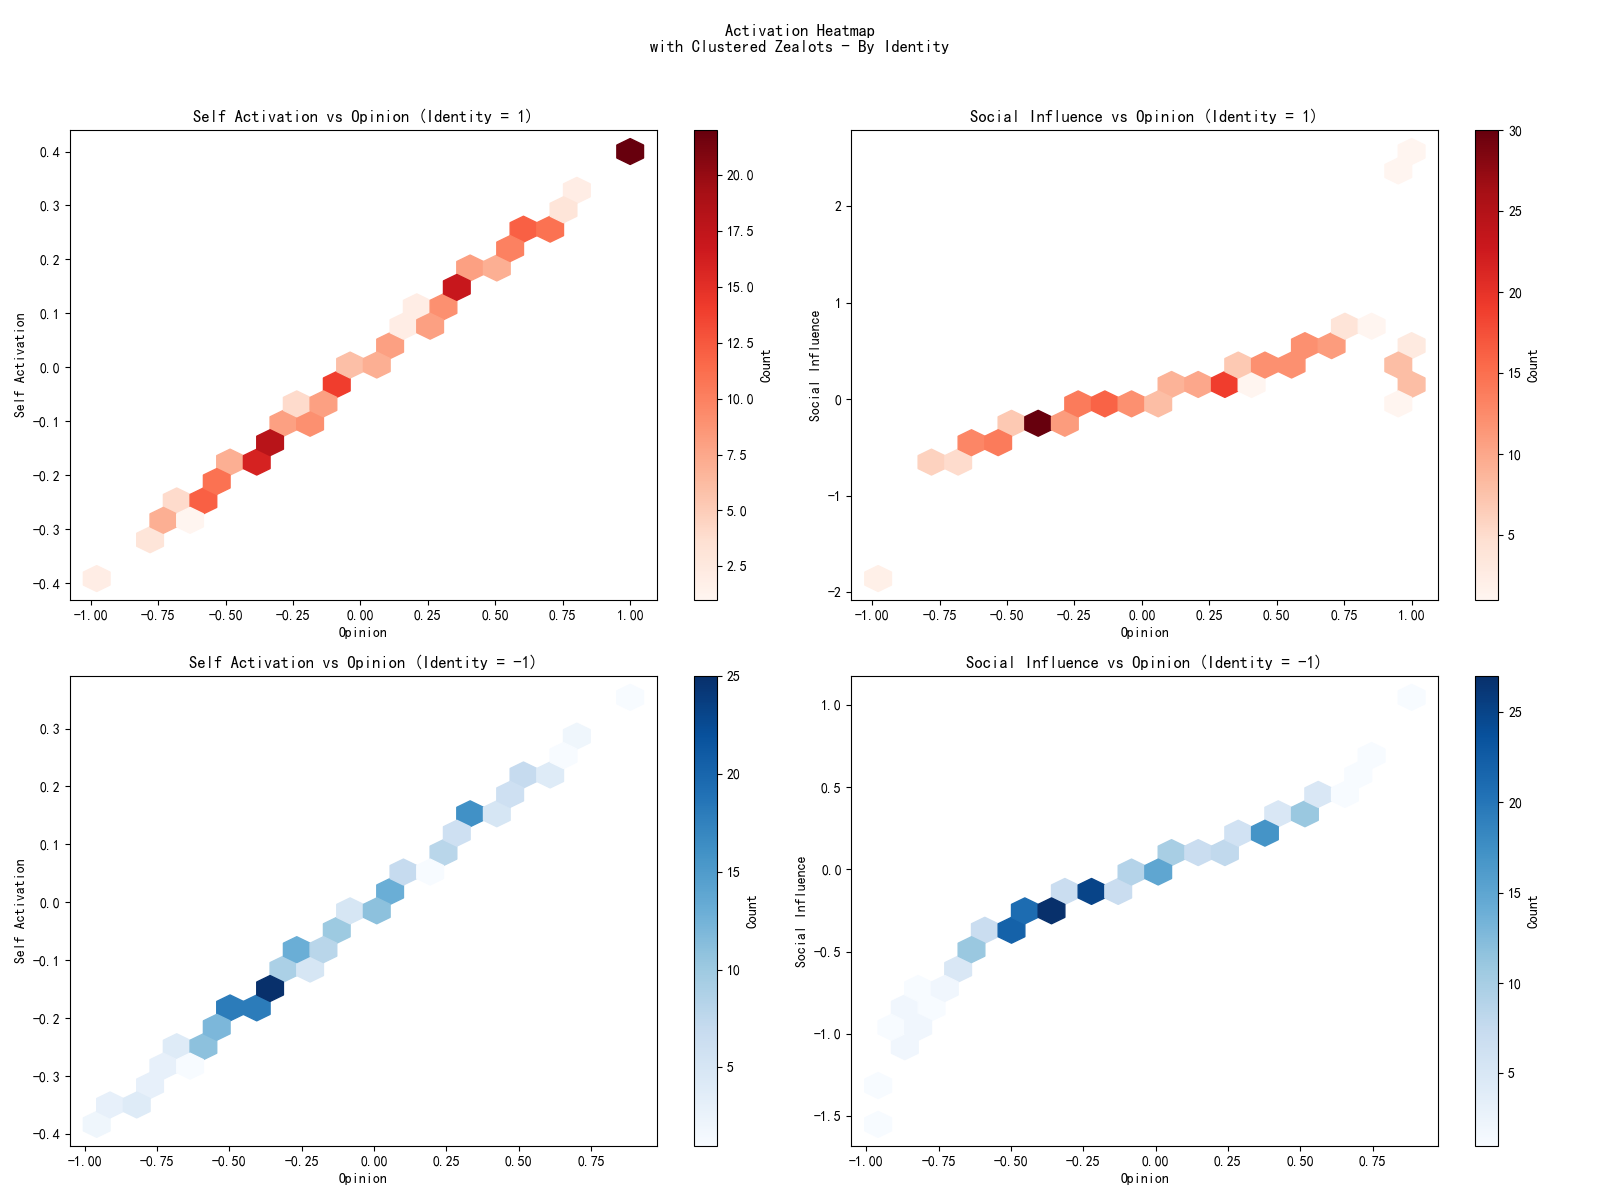 Activation Heatmap
with Clustered Zealots - By Identity
Self Activation vs Opinion (Identity = 1)
0.4
0.3
0.2
0.1
0.0
-0.1
-0.2
-0.3
-0.4
Self Activation
-1.00 -0.75 -0.50 -0.25 0.00 0.25 0.50 0.75 1.00
Opinion
20.0
17.5
15.0
12.5
10.0
7.5
5.0
2.5
Count
Social Influence vs Opinion (Identity = 1)
2
1
0
-1
-2
Social Influence
-1.00 -0.75 -0.50 -0.25 0.00 0.25 0.50 0.75 1.00
Opinion
30
25
20
15
10
5
Count
Self Activation vs Opinion (Identity = -1)
0.3
0.2
0.1
0.0
-0.1
-0.2
-0.3
-0.4
Self Activation
-1.00 -0.75 -0.50 -0.25 0.00 0.25 0.50 0.75
Opinion
25
20
15
10
5
Count
Social Influence vs Opinion (Identity = -1)
1.0
0.5
0.0
-0.5
-1.0
-1.5
Social Influence
-1.00 -0.75 -0.50 -0.25 0.00 0.25 0.50 0.75
Opinion
25
20
15
10
5
Count